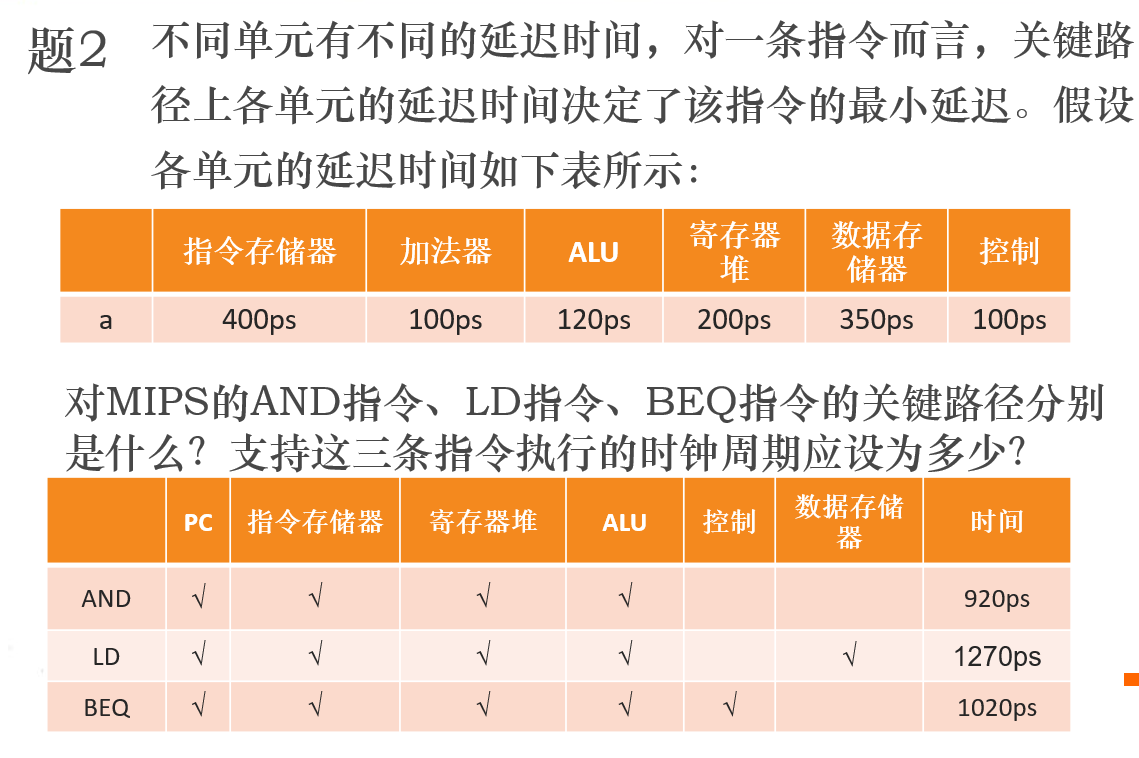 题2
不同单元有不同的延迟时间，对一条指令而言，关键路
径上各单元的延迟时间决定了该指令的最小延迟。假设
各单元的延迟时间如下表所示：
指令存储器 加法器 ALU 寄存器堆 数据存储器 控制
a 400ps 100ps 120ps 200ps 350ps 100ps
对MIPS的AND指令、LD指令、BEQ指令的关键路径分别
是什么？支持这三条指令执行的时钟周期应设为多少？
PC 指令存储器 寄存器堆 ALU 控制 数据存储器 时间
AND √ √ √ √ 920ps
LD √ √ √ √ √ 1270ps
BEQ √ √ √ √ √ 1020ps